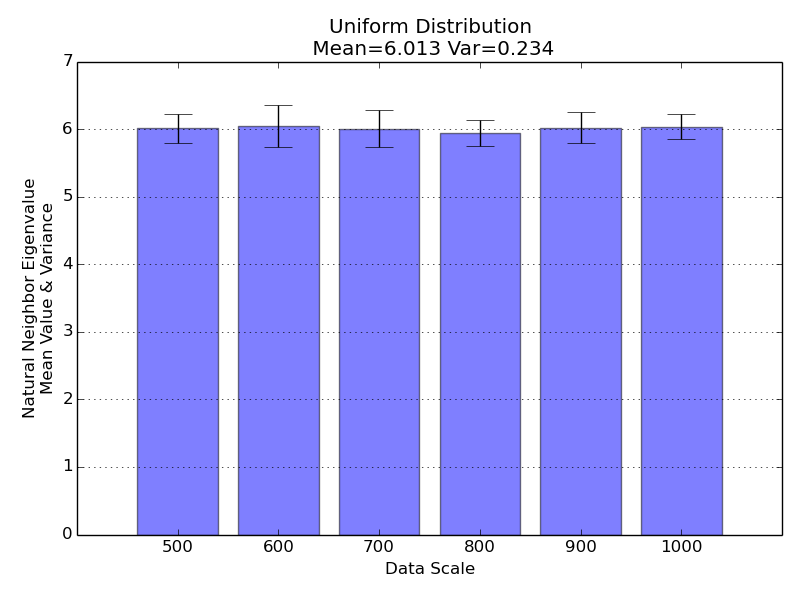 Uniform Distribution
Mean=6.013 Var=0.234
7
6
5
4
3
2
1
0
Natural Neighbor Eigenvalue
Mean Value & Variance
500 600 700 800 900 1000
Data Scale